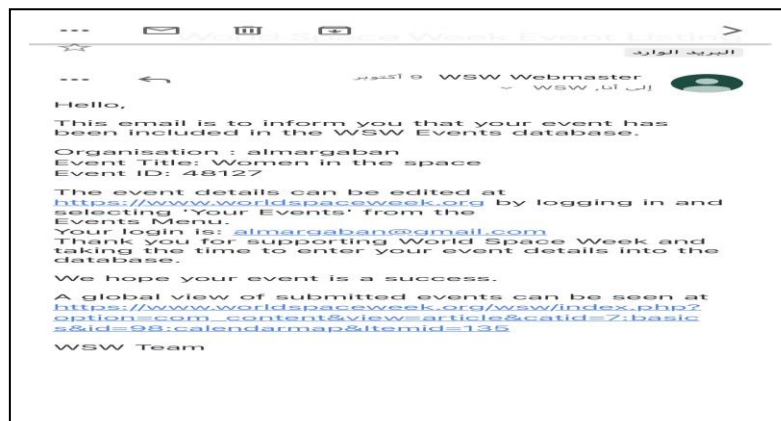 World Space Week Event Listing
البريد الوارد
WSW Webmaster 9 أكتوبر
إلى أنا, WSW
Hello,
This email is to inform you that your event has
been included in the WSW Events database.
Organisation : almargaban
Event Title: Women in the space
Event ID: 48127
The event details can be edited at
https://www.worldspaceweek.org by logging in and
selecting 'Your Events' from the
Events Menu.
Your login is: almargaban@gmail.com
Thank you for supporting World Space Week and
taking the time to enter your event details into the
database.
We hope your event is a success.
A global view of submitted events can be seen at
https://www.worldspaceweek.org/wsw/index.php?
option=com_content&view=article&catid=7:basic
s&id=98:calendarmap&Itemid=135
WSW Team